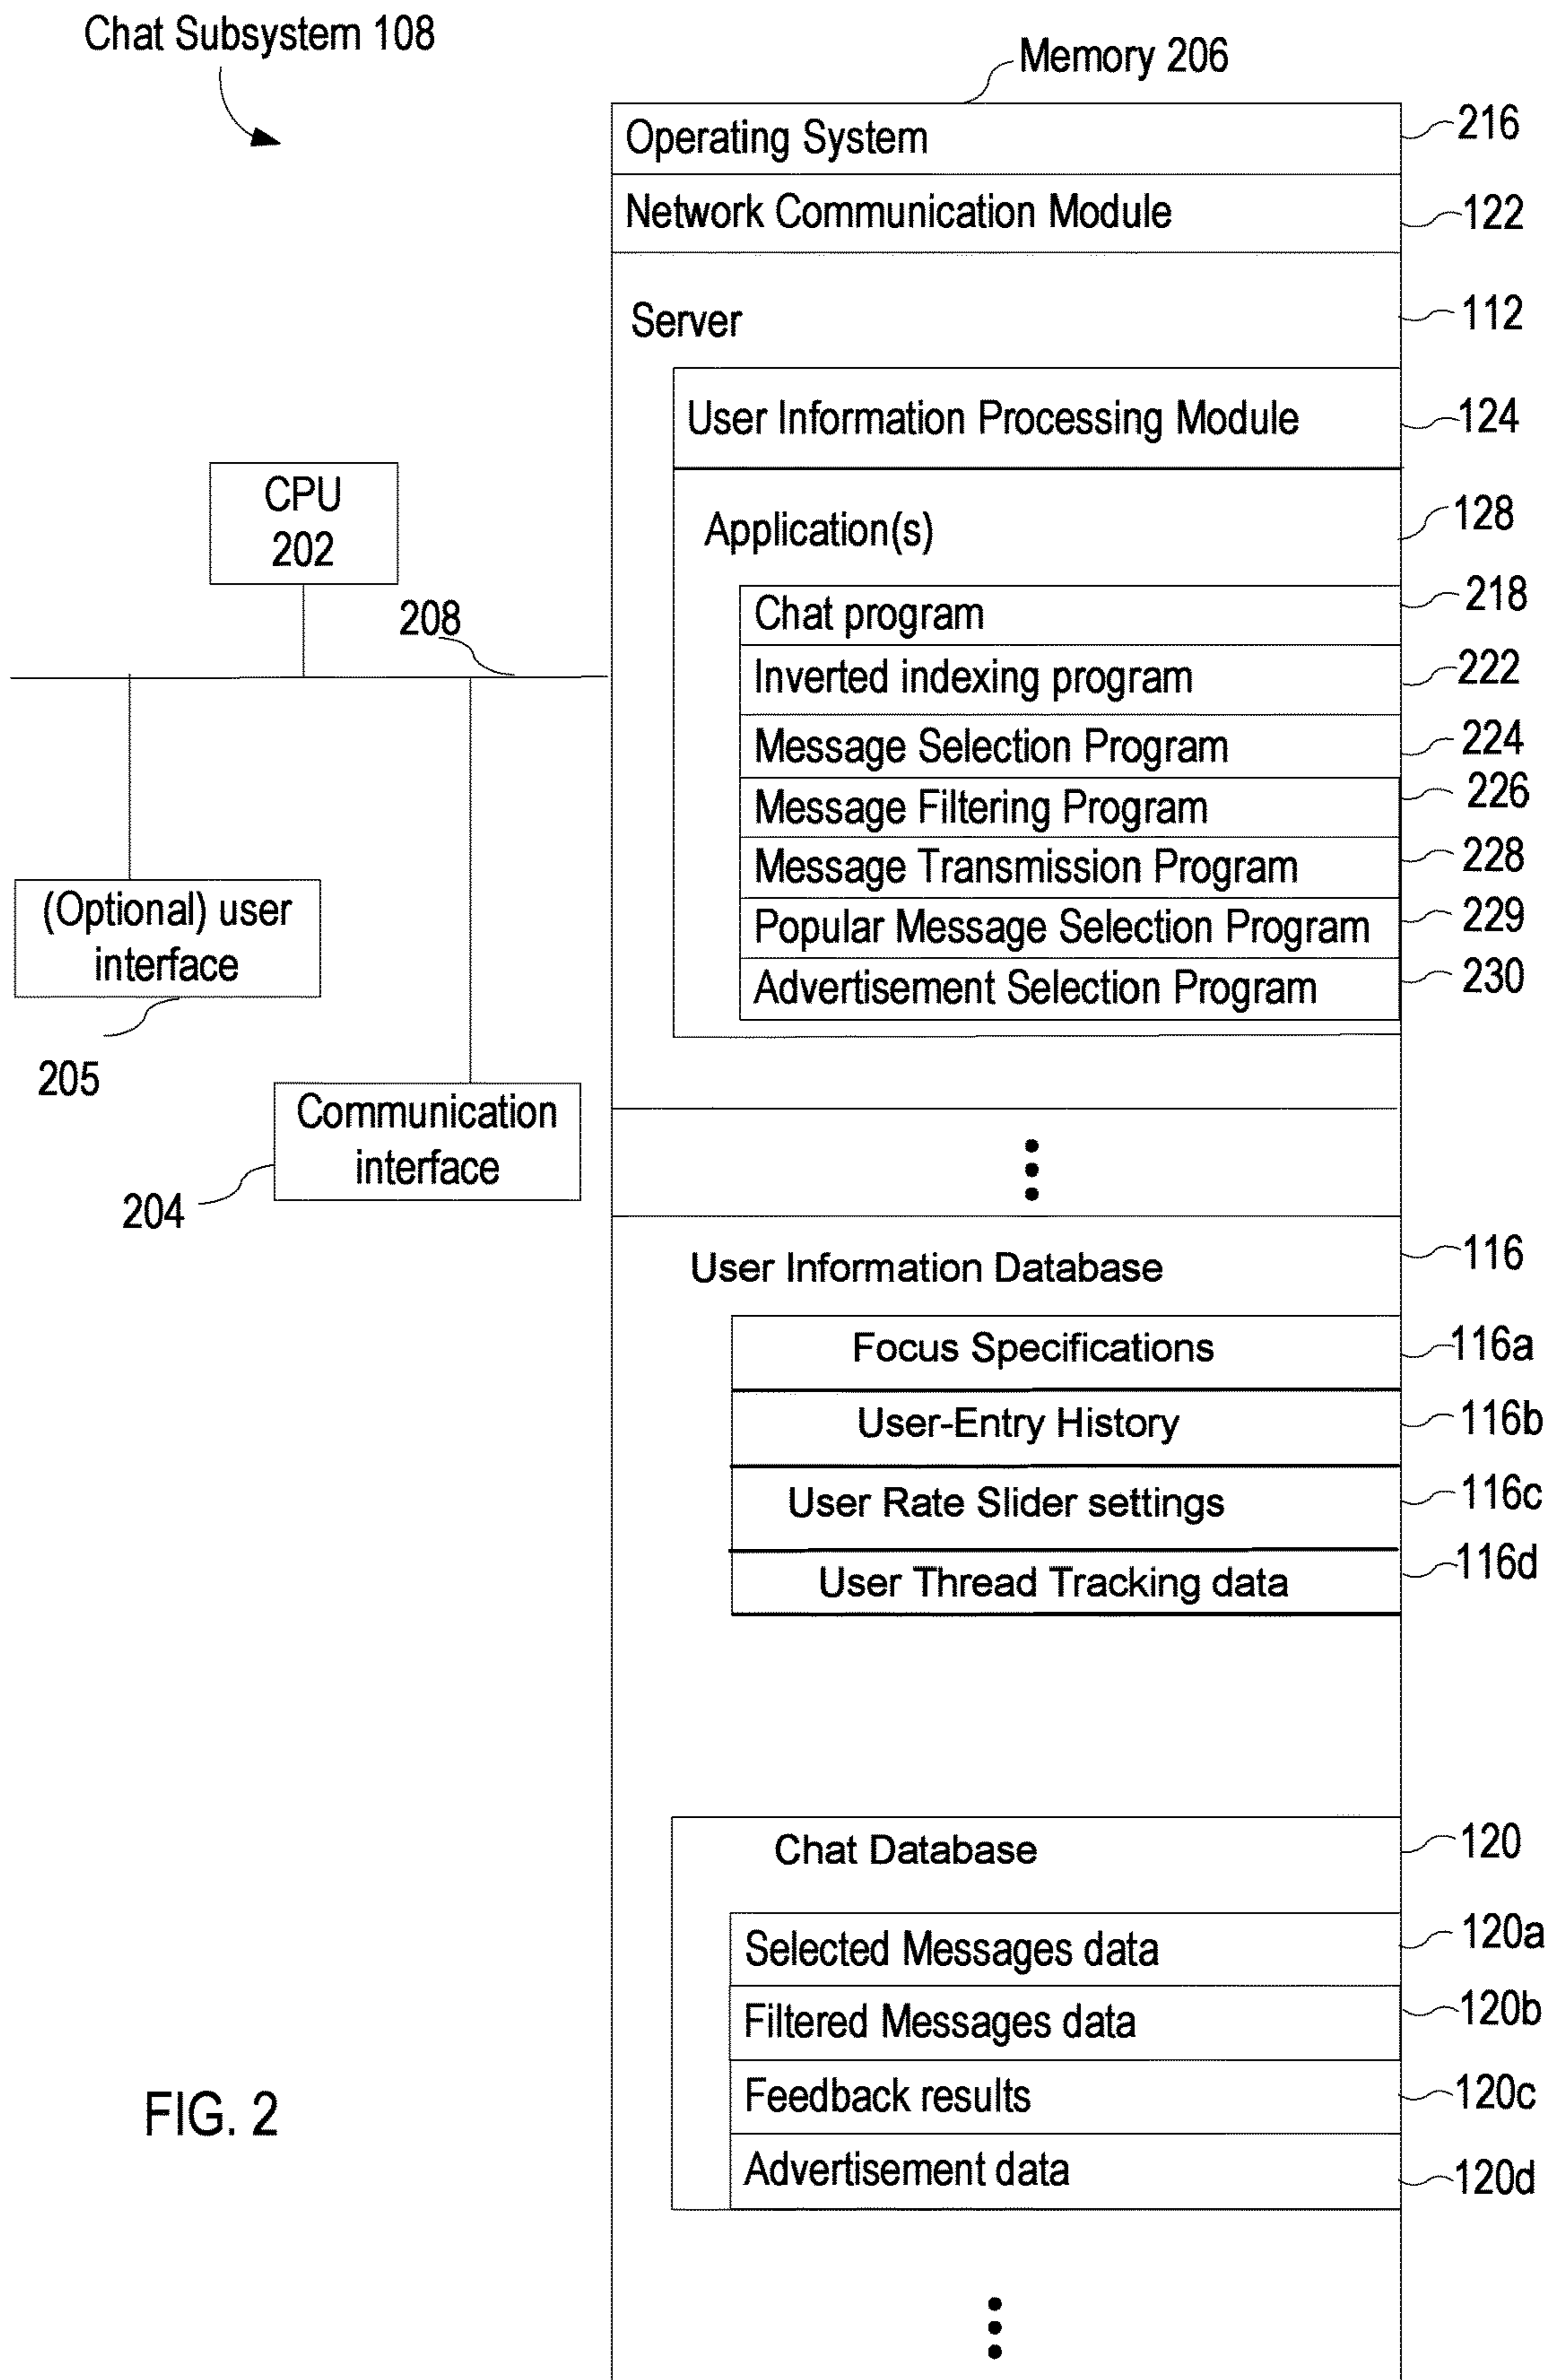 Chat Subsystem 108
Memory 206
Operating System
216
Network Communication Module
122
Server
112
User Information Processing Module
124
Application(s)
128
Chat program
218
Inverted indexing program
222
Message Selection Program
224
Message Filtering Program
226
Message Transmission Program
228
Popular Message Selection Program
229
Advertisement Selection Program
230
CPU
202
208
(Optional) user
interface
205
Communication
interface
204
User Information Database
116
Focus Specifications
116a
User-Entry History
116b
User Rate Slider settings
116c
User Thread Tracking data
116d
Chat Database
120
Selected Messages data
120a
Filtered Messages data
120b
Feedback results
120c
Advertisement data
120d
FIG. 2